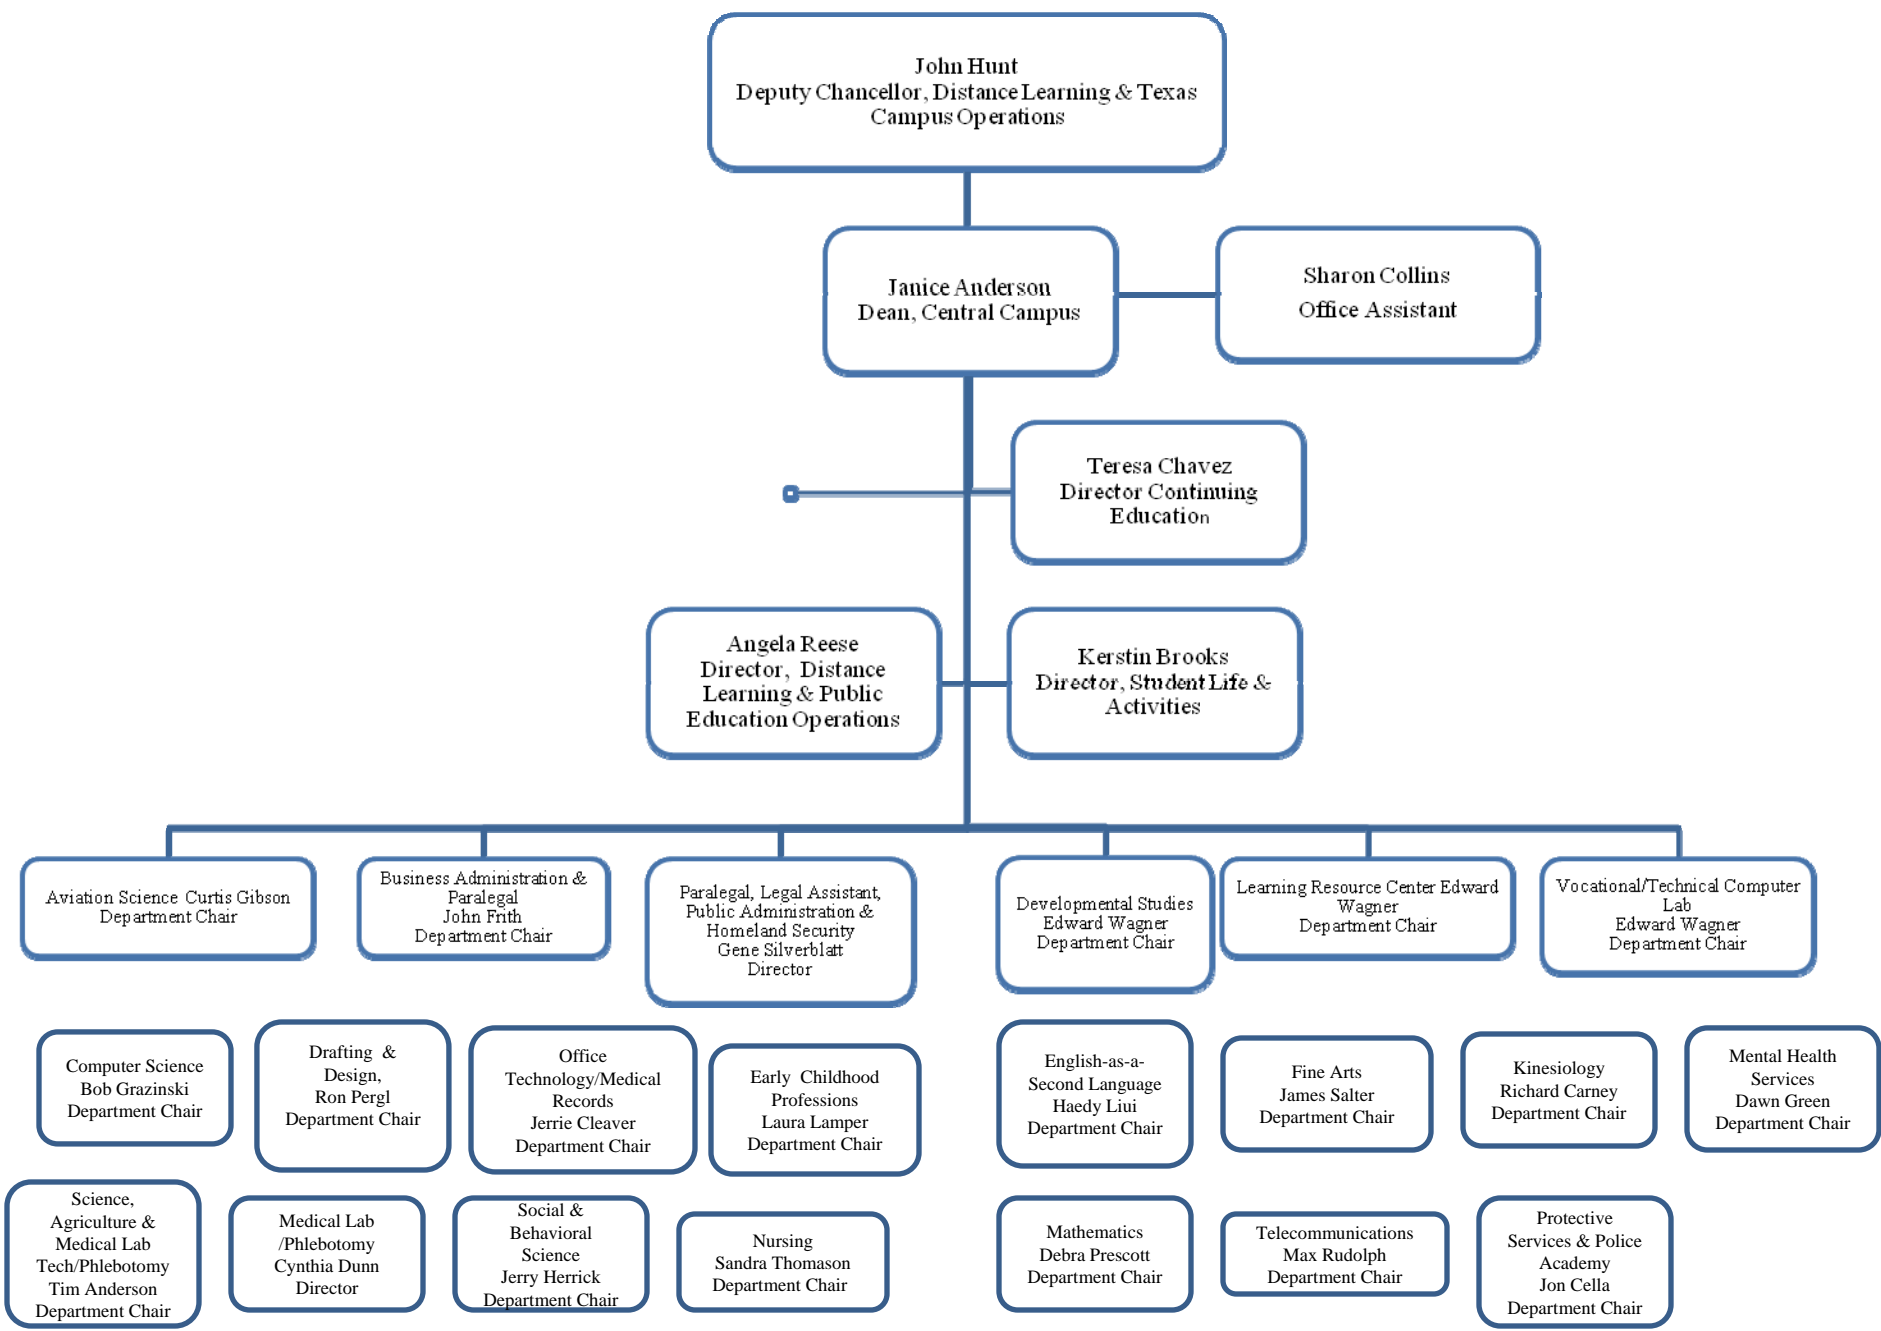 John Hunt
Deputy Chancellor, Distance Learning & Texas
Campus Operations
Janice Anderson
Dean, Central Campus
Sharon Collins
Office Assistant
Teresa Chavez
Director Continuing
Education
Angela Reese
Director, Distance
Learning & Public
Education Operations
Kerstin Brooks
Director, Student Life &
Activities
Aviation Science Curtis Gibson
Department Chair
Business Administration &
Paralegal
John Frith
Department Chair
Paralegal, Legal Assistant,
Public Administration &
Homeland Security
Gene Silverblatt
Director
Developmental Studies
Edward Wagner
Department Chair
Learning Resource Center Edward
Wagner
Department Chair
Vocational/Technical Computer
Lab
Edward Wagner
Department Chair
Computer Science
Bob Grazinski
Department Chair
Drafting & 
Design,
Ron Pergl
Department Chair
Office
Technology/Medical
Records
Jerrie Cleaver
Department Chair
Early Childhood
Professions
Laura Lamper
Department Chair
English-as-a-
Second Language
Haedy Liui
Department Chair
Fine Arts
James Salter
Department Chair
Kinesiology
Richard Carney
Department Chair
Mental Health
Services
Dawn Green
Department Chair
Science,
Agriculture &
Medical Lab
Tech/Phlebotomy
Tim Anderson
Department Chair
Medical Lab
/Phlebotomy
Cynthia Dunn
Director
Social &
Behavioral
Science
Jerry Herrick
Department Chair
Nursing
Sandra Thomason
Department Chair
Mathematics
Debra Prescott
Department Chair
Telecommunications
Max Rudolph
Department Chair
Protective
Services & Police
Academy
Jon Cella
Department Chair